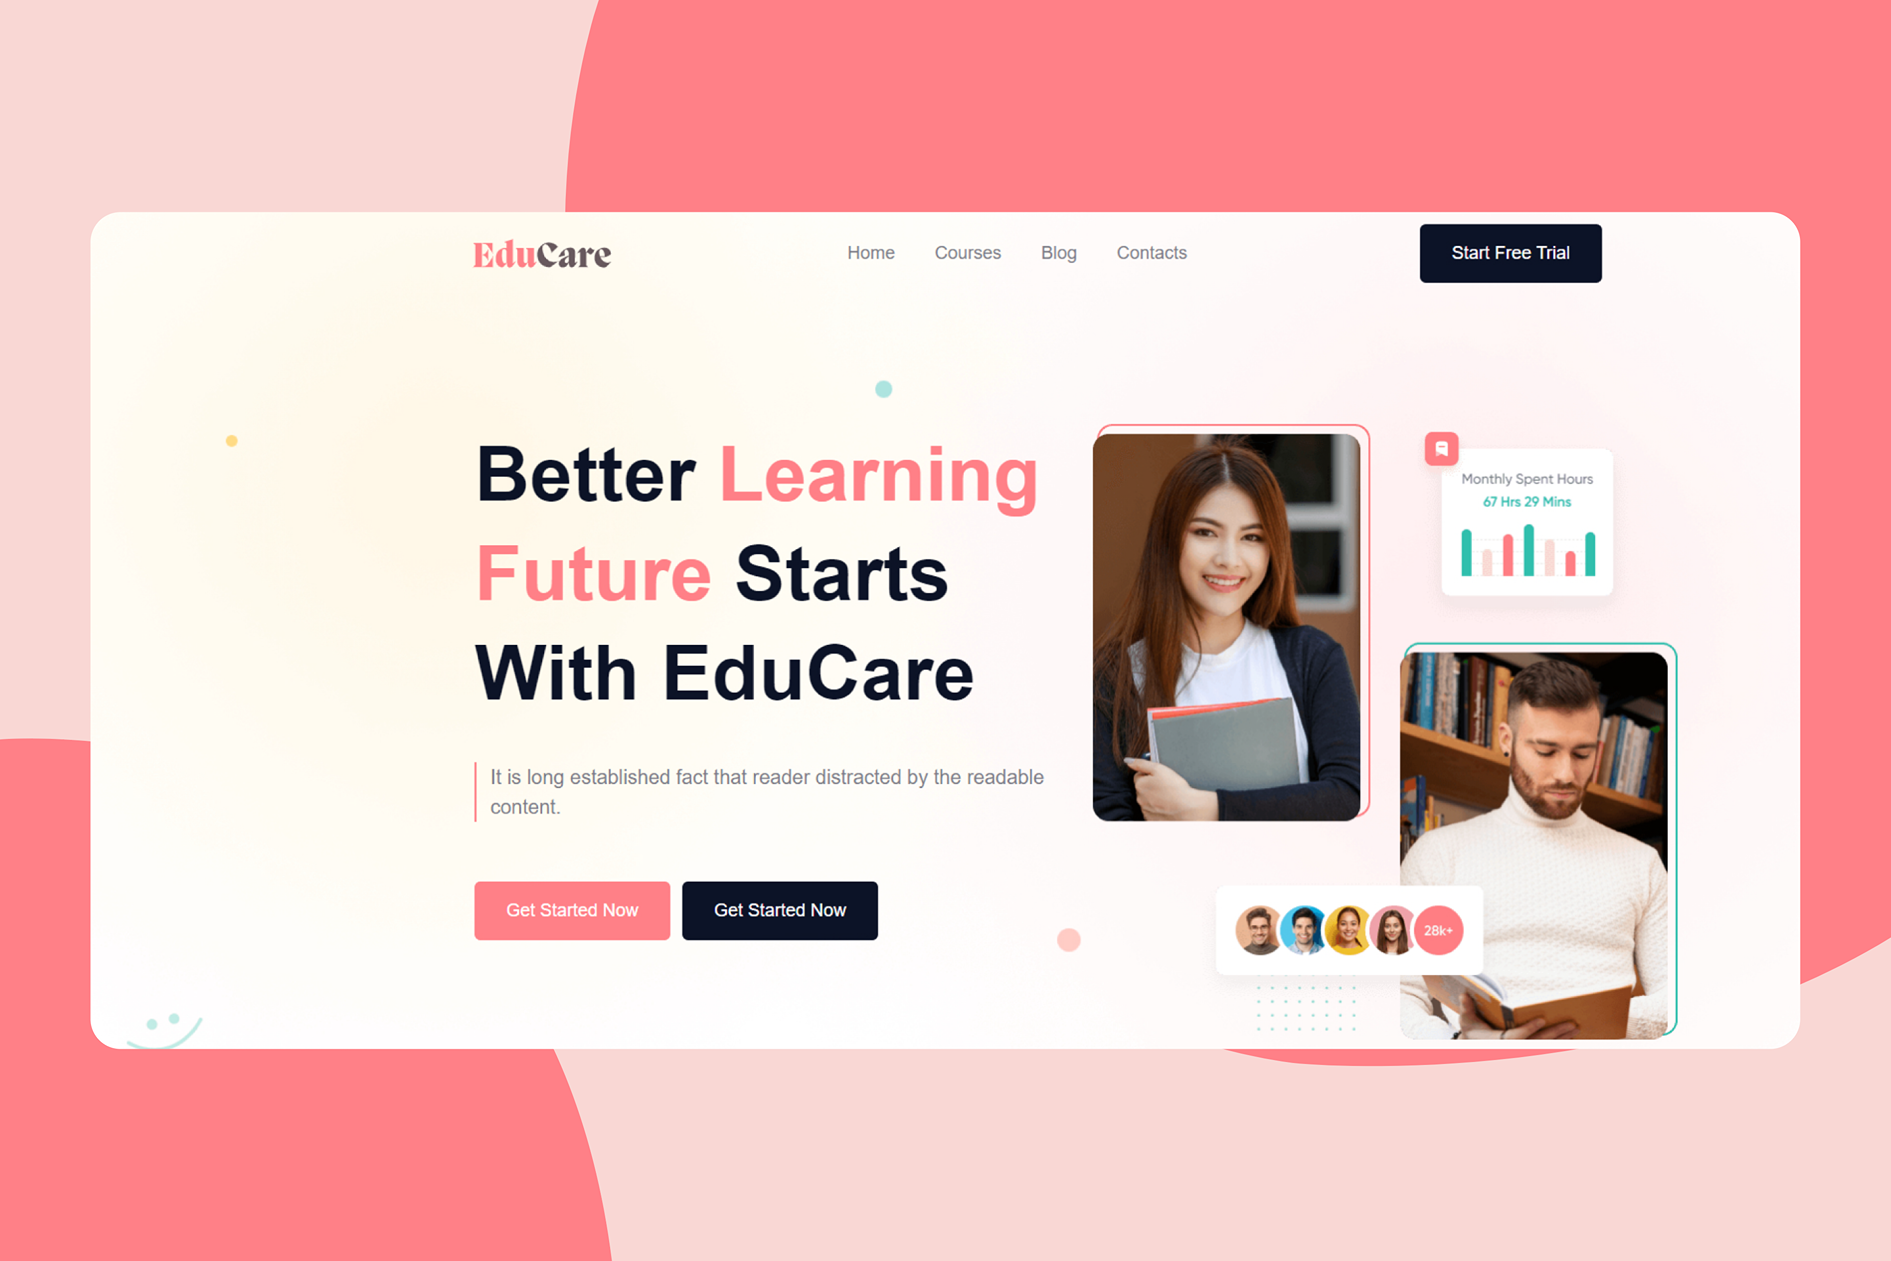 EduCare
Home
Courses
Blog
Contacts
Start Free Trial
Better Learning
Future Starts
With EduCare
It is long established fact that reader distracted by the readable
content.
Get Started Now
Get Started Now
Monthly Spent Hours
67 Hrs 29 Mins
28k+